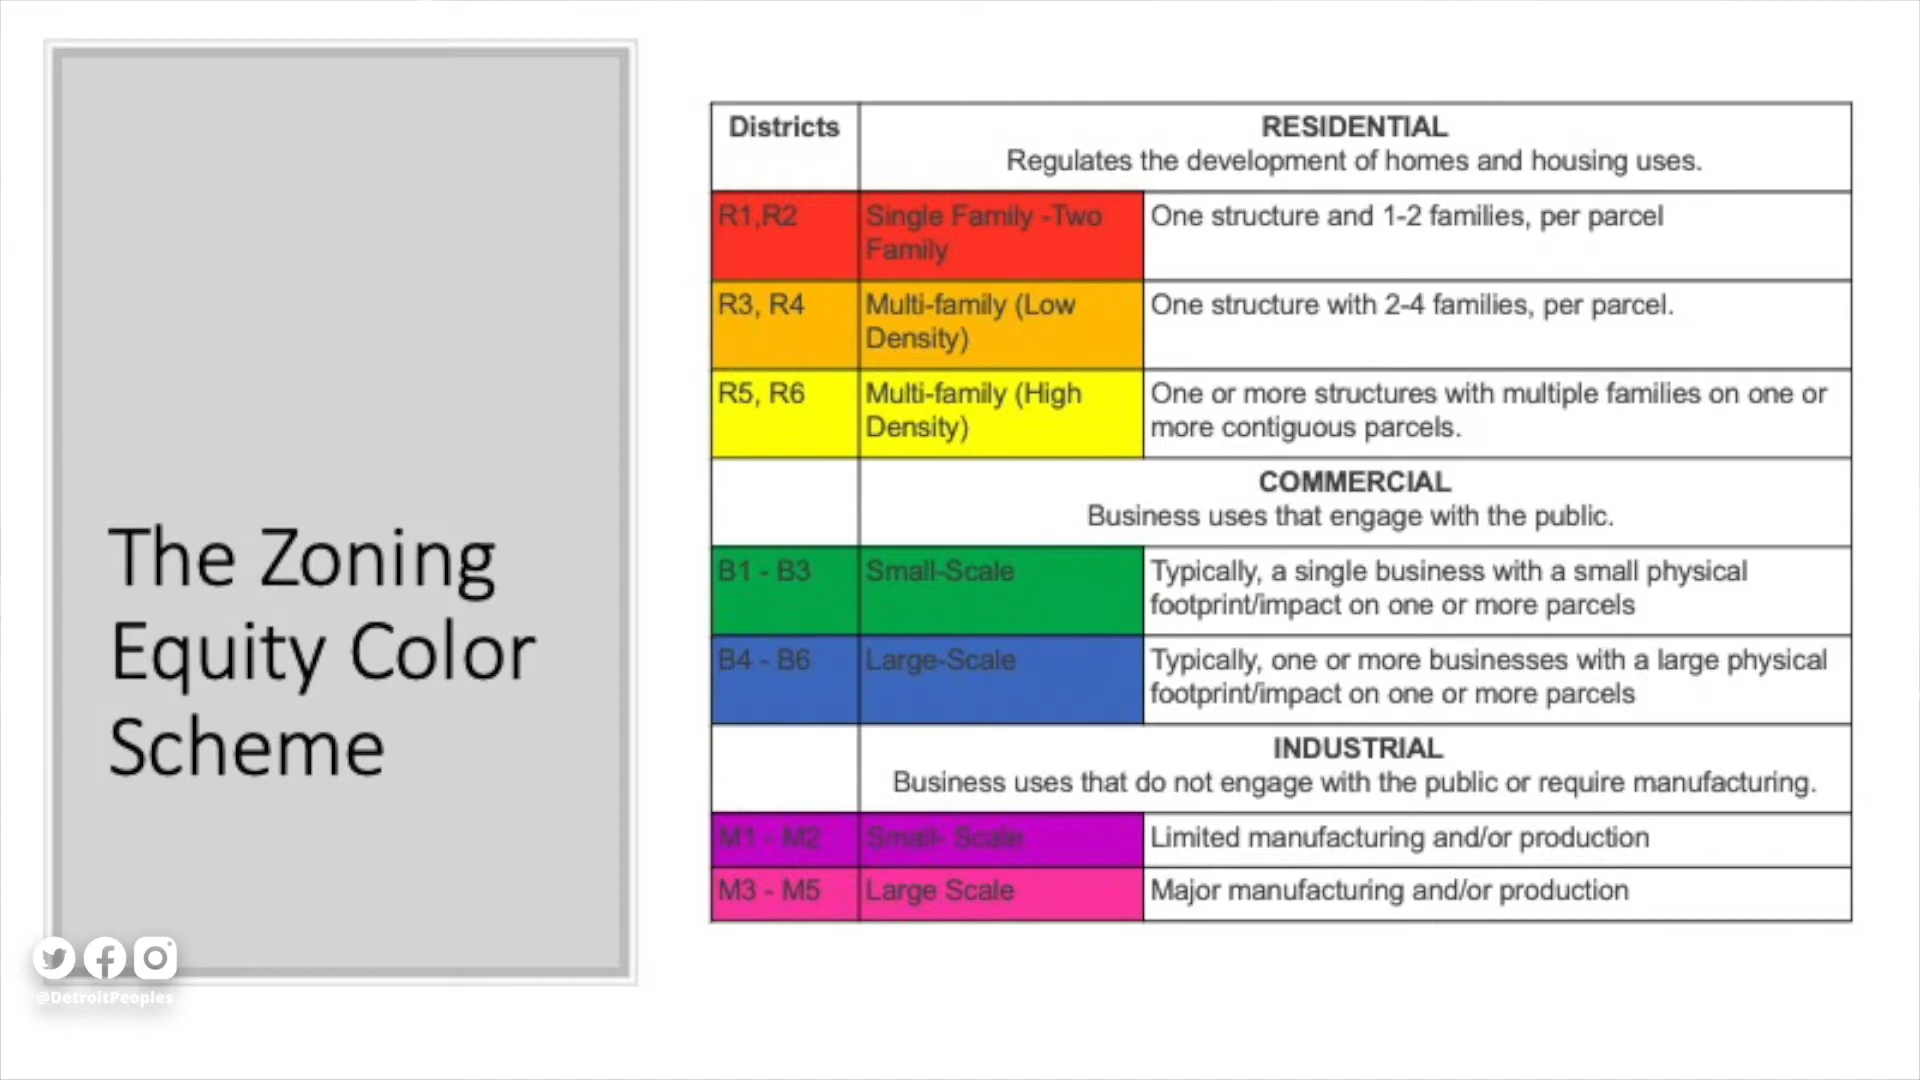 The Zoning
Equity Color
Scheme
Districts
RESIDENTIAL
Regulates the development of homes and housing uses.
R1,R2
Single Family -Two
Family
One structure and 1-2 families, per parcel
R3, R4
Multi-family (Low
Density)
One structure with 2-4 families, per parcel.
R5, R6
Multi-family (High
Density)
One or more structures with multiple families on one or
more contiguous parcels.
COMMERCIAL
Business uses that engage with the public.
B1 - B3
Small-Scale
Typically, a single business with a small physical
footprint/impact on one or more parcels
B4 - B6
Large-Scale
Typically, one or more businesses with a large physical
footprint/impact on one or more parcels
INDUSTRIAL
Business uses that do not engage with the public or require manufacturing.
M1 - M2
Small- Scale
Limited manufacturing and/or production
M3 - M5
Large Scale
Major manufacturing and/or production
@DetroitPeoples